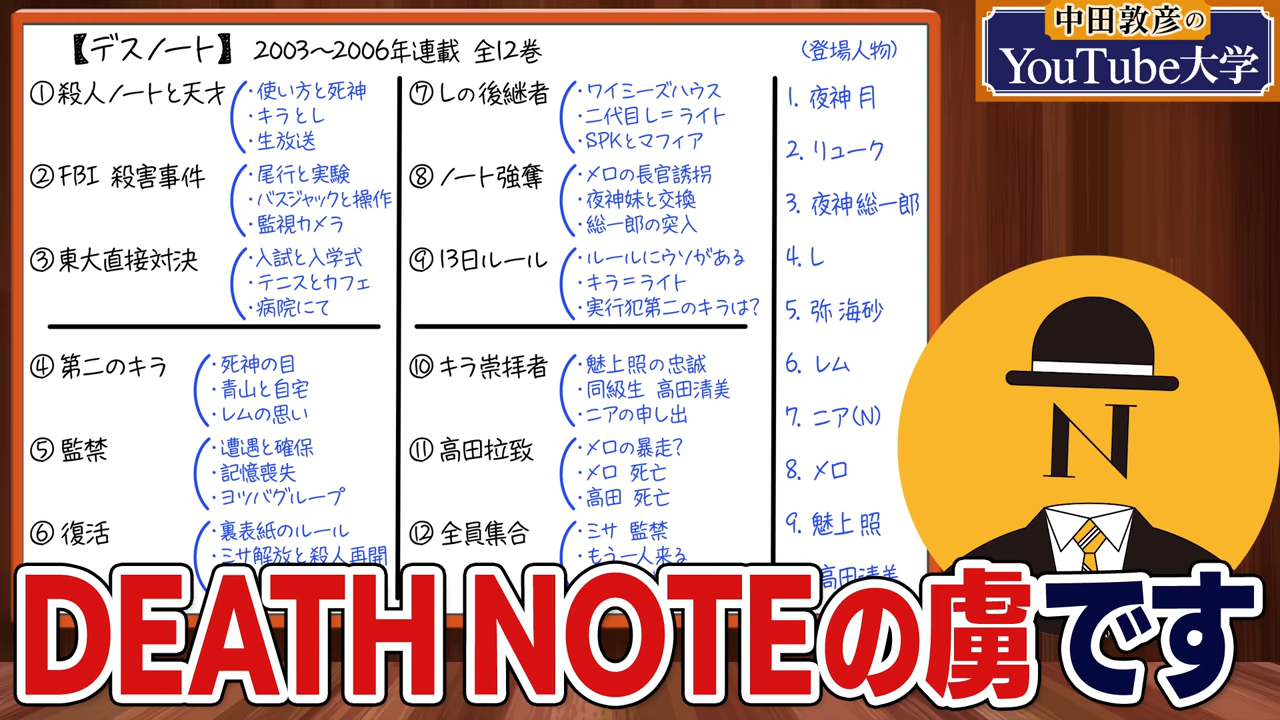 【デスノート】 2003〜2006年連載 全12巻
①殺人ノートと天才
・使い方と死神
・キラとL
・生放送
②FBI 殺害事件
・尾行と実験
・バスジャックと操作
・監視カメラ
③東大直接対決
・入試と入学式
・テニスとカフェ
・病院にて
④第二のキラ
・死神の目
・青山と自宅
・レムの思い
⑤監禁
・遭遇と確保
・記憶喪失
・ヨツバグループ
⑥復活
・裏表紙のルール
・ミサ解放と殺人再開
⑦Lの後継者
・ワイミーズハウス
・二代目L=ライト
・SPKとマフィア
⑧ノート強奪
・メロの長官誘拐
・夜神妹と交換
・総一郎の突入
⑨13日ルール
・ルールにウソがある
・キラ=ライト
・実行犯第二のキラは?
⑩キラ崇拝者
・魅上照の忠誠
・同級生 高田清美
・ニアの申し出
⑪高田拉致
・メロの暴走?
・メロ 死亡
・高田 死亡
⑫全員集合
・ミサ 監禁
・もう一人来る
(登場人物)
1. 夜神月
2. リューク
3. 夜神総一郎
4. L
5. 弥海砂
6. レム
7. ニア(N)
8. メロ
9. 魅上照
高田清美
中田敦彦の
YouTube大学
N
DEATH NOTEの虜です